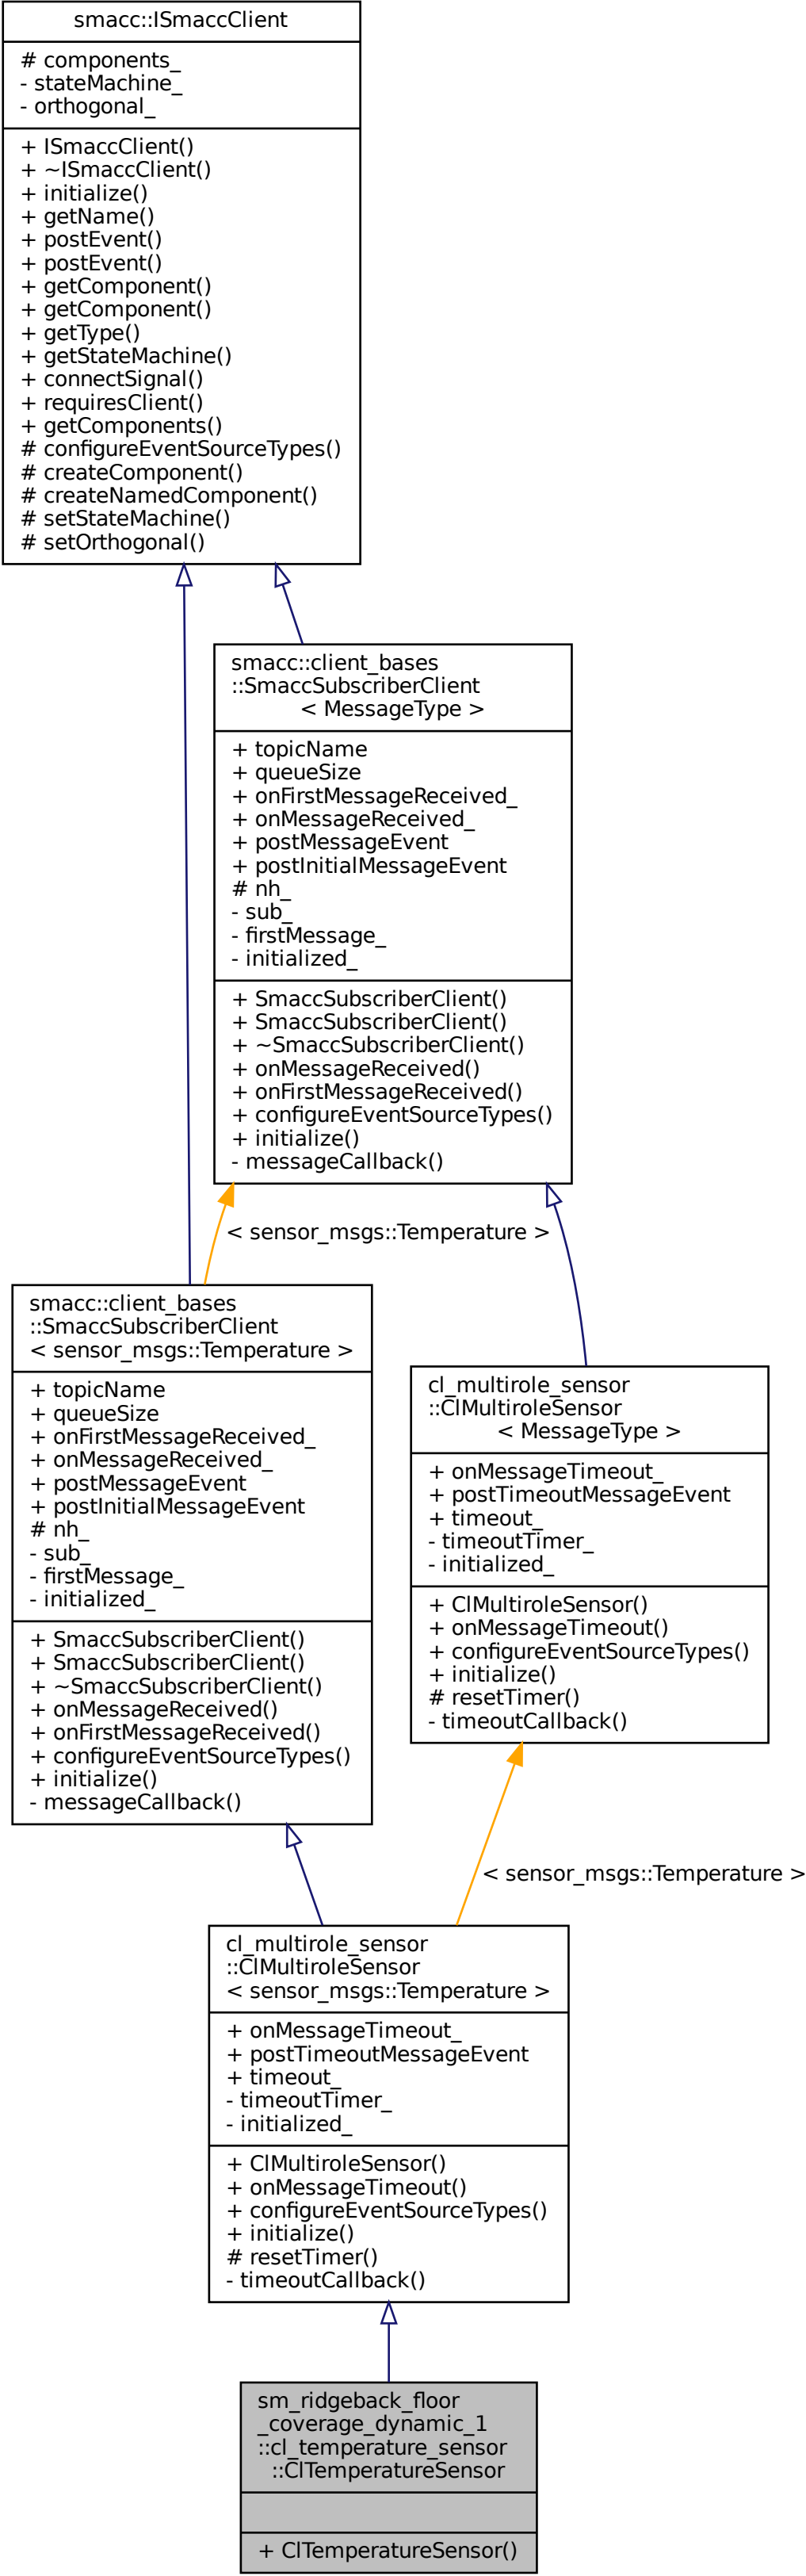 smacc::ISmaccClient
# components_
- stateMachine_
- orthogonal_
+ ISmaccClient()
+ ~ISmaccClient()
+ initialize()
+ getName()
+ postEvent()
+ postEvent()
+ getComponent()
+ getComponent()
+ getType()
+ getStateMachine()
+ connectSignal()
+ requiresClient()
+ getComponents()
# configureEventSourceTypes()
# createComponent()
# createNamedComponent()
# setStateMachine()
# setOrthogonal()
smacc::client_bases
::SmaccSubscriberClient
< MessageType >
+ topicName
+ queueSize
+ onFirstMessageReceived_
+ onMessageReceived_
+ postMessageEvent
+ postInitialMessageEvent
# nh_
- sub_
- firstMessage_
- initialized_
+ SmaccSubscriberClient()
+ SmaccSubscriberClient()
+ ~SmaccSubscriberClient()
+ onMessageReceived()
+ onFirstMessageReceived()
+ configureEventSourceTypes()
+ initialize()
- messageCallback()
< sensor_msgs::Temperature >
smacc::client_bases
::SmaccSubscriberClient
< sensor_msgs::Temperature >
+ topicName
+ queueSize
+ onFirstMessageReceived_
+ onMessageReceived_
+ postMessageEvent
+ postInitialMessageEvent
# nh_
- sub_
- firstMessage_
- initialized_
+ SmaccSubscriberClient()
+ SmaccSubscriberClient()
+ ~SmaccSubscriberClient()
+ onMessageReceived()
+ onFirstMessageReceived()
+ configureEventSourceTypes()
+ initialize()
- messageCallback()
cl_multirole_sensor
::ClMultiroleSensor
< MessageType >
+ onMessageTimeout_
+ postTimeoutMessageEvent
+ timeout_
- timeoutTimer_
- initialized_
+ ClMultiroleSensor()
+ onMessageTimeout()
+ configureEventSourceTypes()
+ initialize()
# resetTimer()
- timeoutCallback()
< sensor_msgs::Temperature >
cl_multirole_sensor
::ClMultiroleSensor
< sensor_msgs::Temperature >
+ onMessageTimeout_
+ postTimeoutMessageEvent
+ timeout_
- timeoutTimer_
- initialized_
+ ClMultiroleSensor()
+ onMessageTimeout()
+ configureEventSourceTypes()
+ initialize()
# resetTimer()
- timeoutCallback()
sm_ridgeback_floor
_coverage_dynamic_1
::cl_temperature_sensor
::ClTemperatureSensor
+ ClTemperatureSensor()